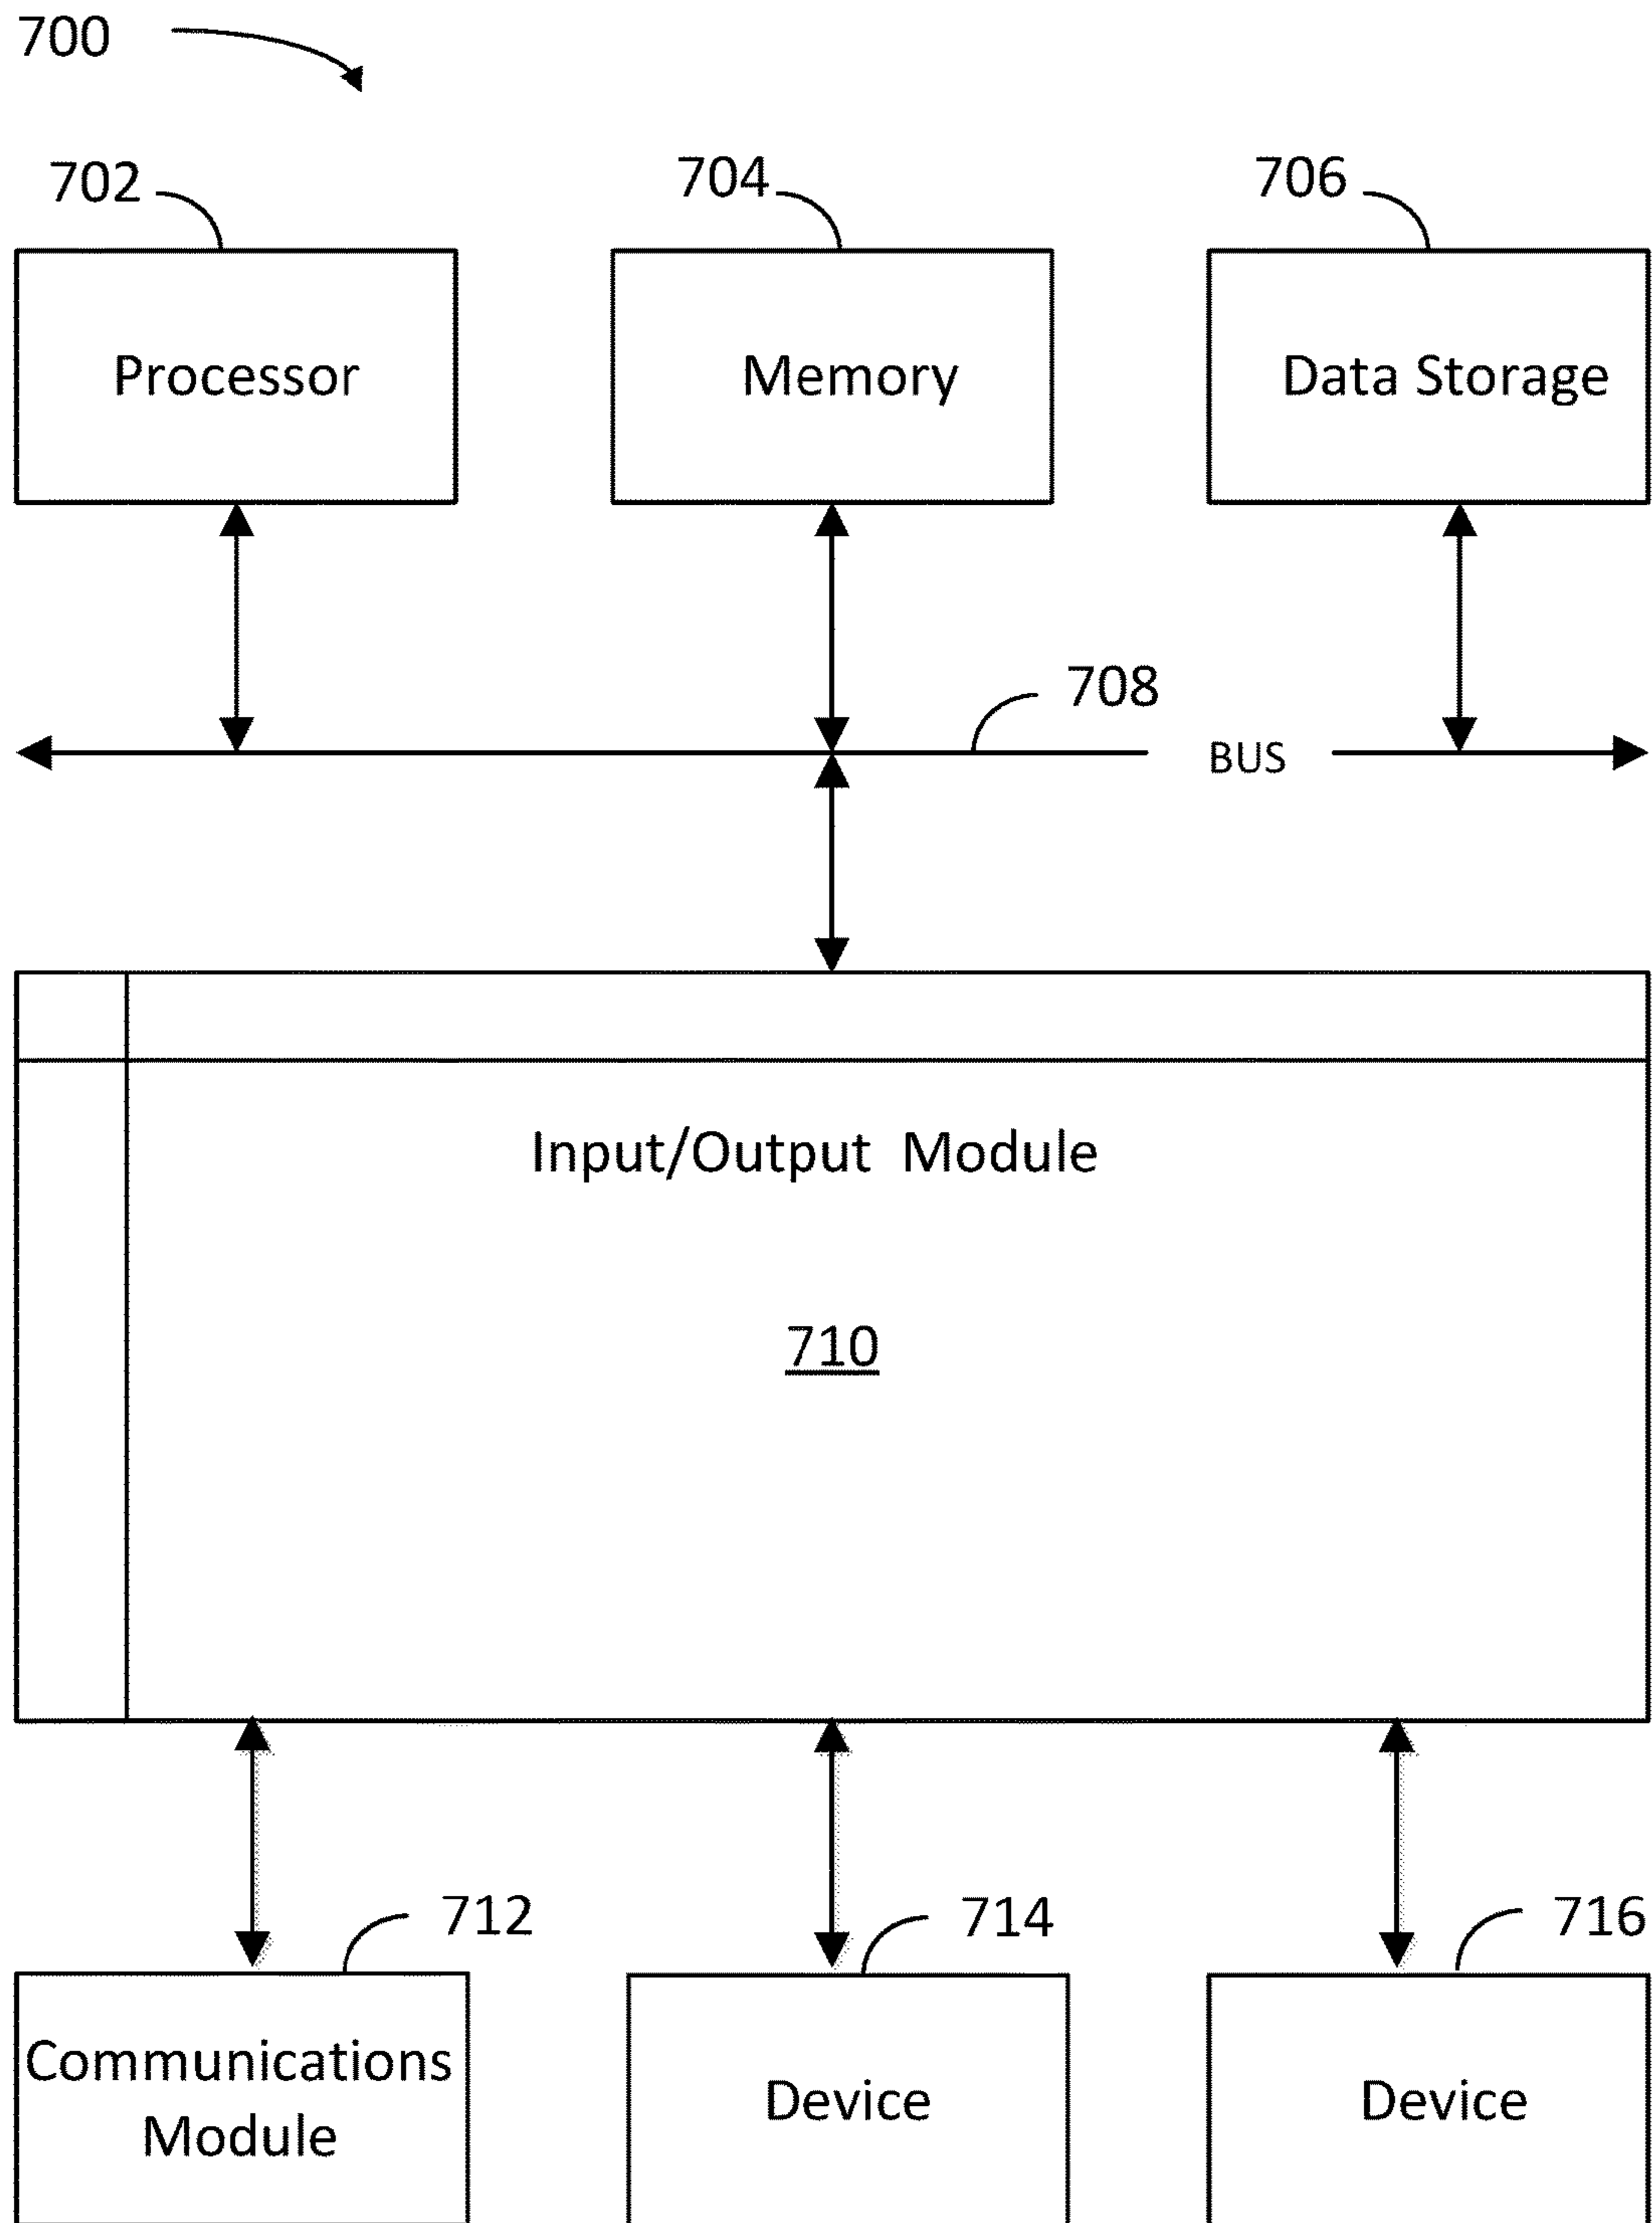 700
702
704
706
Processor
Memory
Data Storage
708
BUS
Input/Output Module
710
712
714
716
Communications
Module
Device
Device